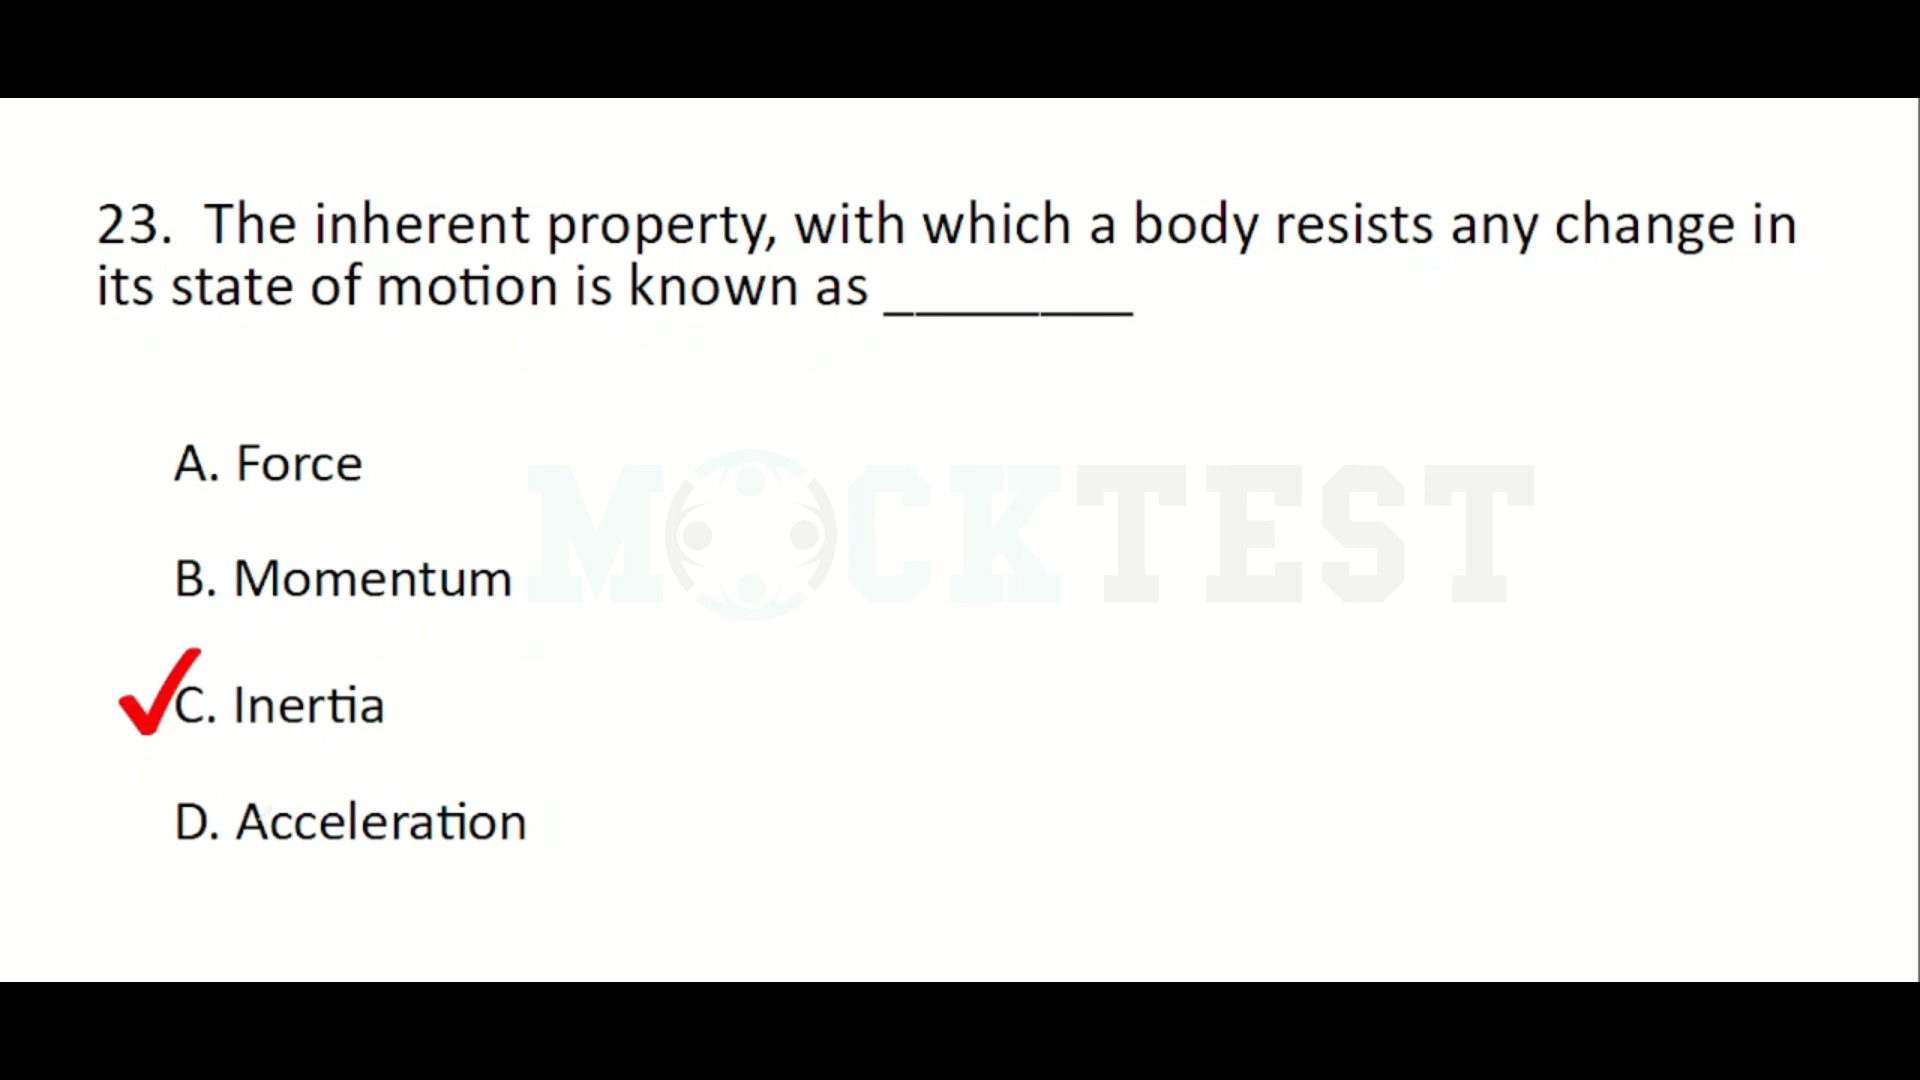 23. The inherent property, with which a body resists any change in
its state of motion is known as ________
A. Force
MOCKTEST
B. Momentum
C. Inertia
D. Acceleration